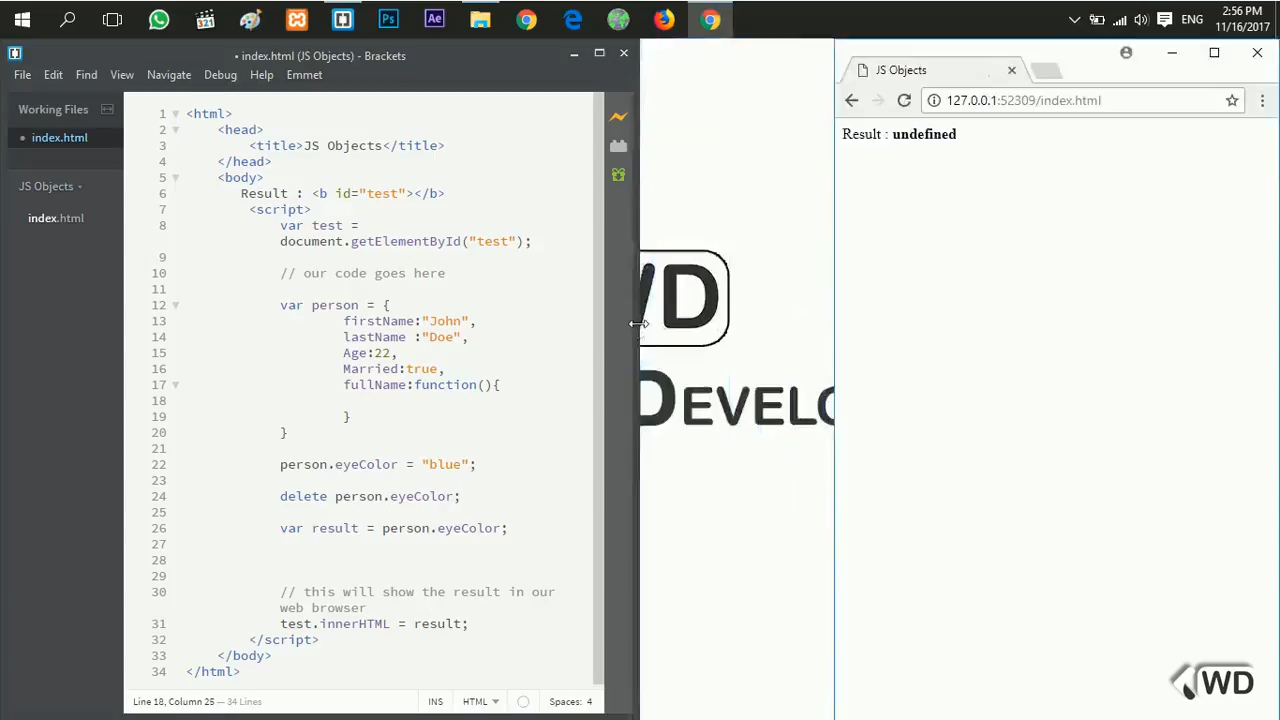 ENG
2:56 PM
11/16/2017
Ps
Ae
• index.html (JS Objects) - Brackets
File Edit Find View Navigate Debug Help Emmet
Working Files
• index.html
JS Objects
index.html
1 <html>
2 <head>
3 <title>JS Objects</title>
4 </head>
5 <body>
6 Result : <b id="test"></b>
7 <script>
8 var test =
document.getElementById("test");
9
10 // our code goes here
11
12 var person = {
13 firstName:"John",
14 lastName :"Doe",
15 Age:22,
16 Married:true,
17 fullName:function(){
18
19 }
20 }
21
22 person.eyeColor = "blue";
23
24 delete person.eyeColor;
25
26 var result = person.eyeColor;
27
28
29
30 // this will show the result in our
web browser
31 test.innerHTML = result;
32 </script>
33 </body>
34 </html>
Line 18, Column 25 — 34 Lines
INS HTML Spaces: 4
WD
DEVELO
JS Objects
127.0.0.1:52309/index.html
Result : undefined
WD